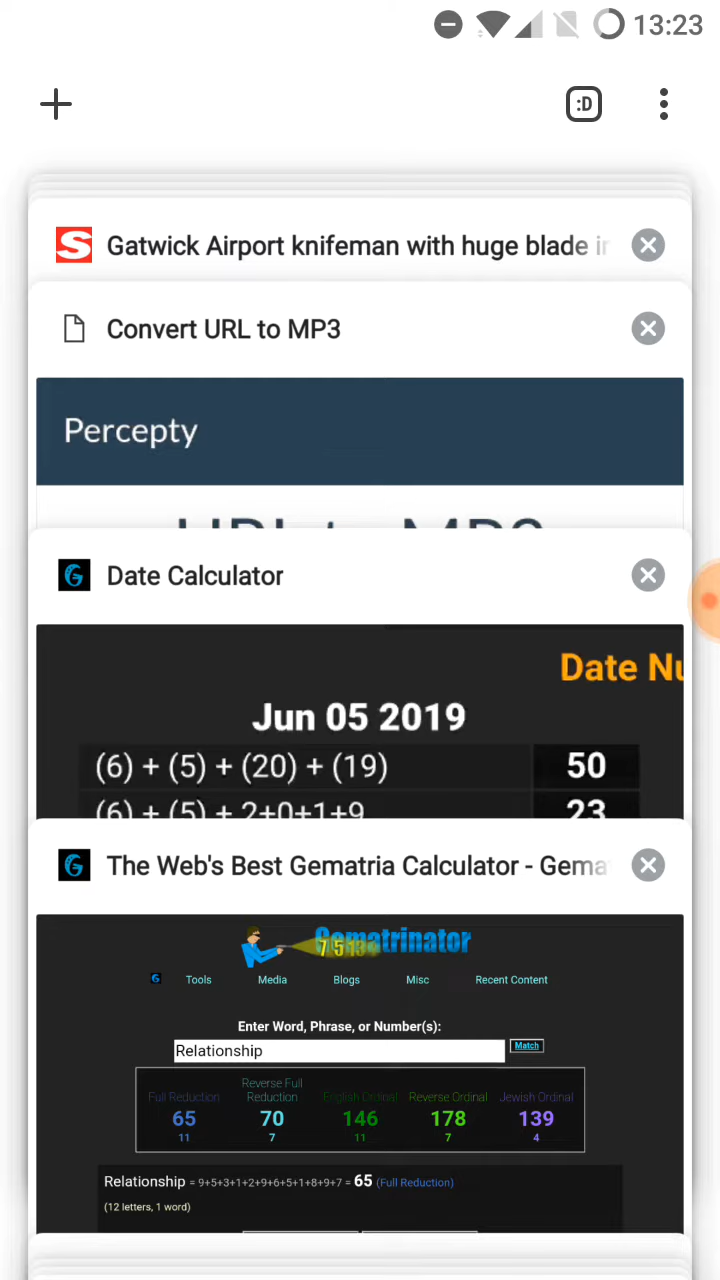 13:23
:D
Gatwick Airport knifeman with huge blade in
Convert URL to MP3
Percepty
URL to MP3
Date Calculator
Date Nu
Jun 05 2019
(6) + (5) + (20) + (19) 50
(6) + (5) + 2+0+1+9 23
The Web's Best Gematria Calculator - Gema
Gematrinator
Tools Media Blogs Misc Recent Content
Enter Word, Phrase, or Number(s):
Relationship Match
Full Reduction Reverse Full Reduction English Ordinal Reverse Ordinal Jewish Ordinal
65 70 146 178 139
11 7 11 7 4
Relationship = 9+5+3+1+2+9+6+5+1+8+9+7 = 65 (Full Reduction)
(12 letters, 1 word)